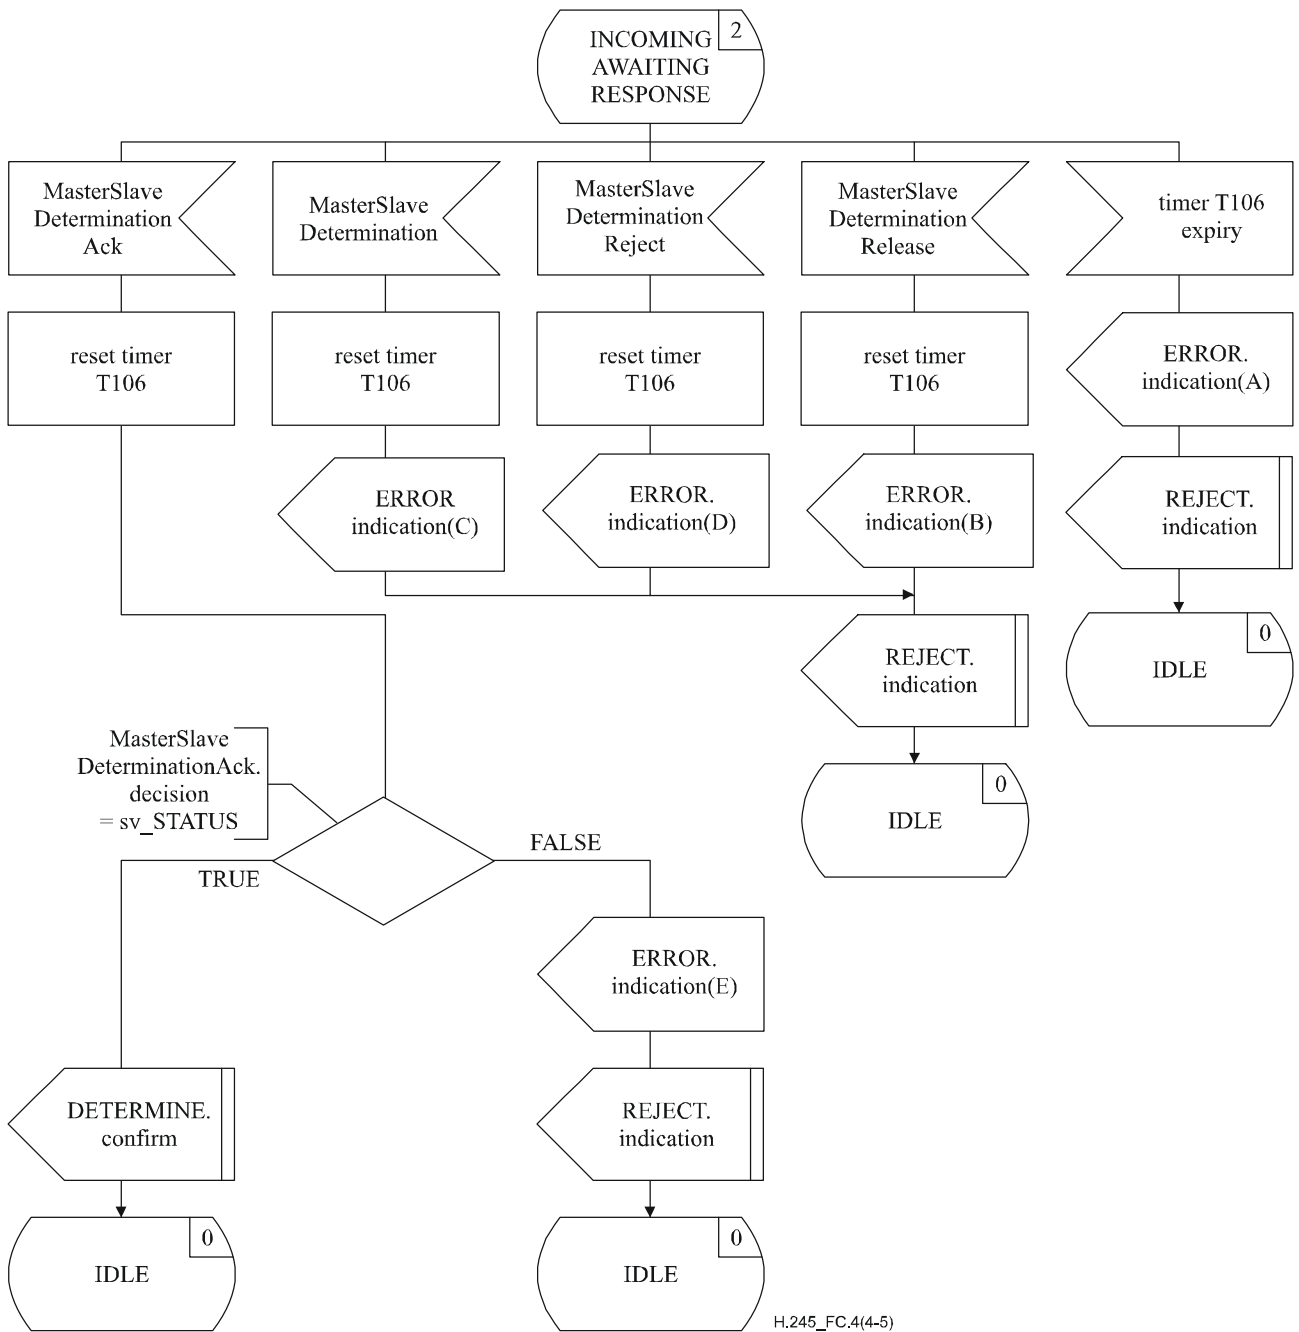 INCOMING
AWAITING
RESPONSE
2
MasterSlave
Determination
Ack
MasterSlave
Determination
MasterSlave
Determination
Reject
MasterSlave
Determination
Release
timer T106
expiry
reset timer
T106
reset timer
T106
reset timer
T106
reset timer
T106
ERROR.
indication(A)
ERROR
indication(C)
ERROR.
indication(D)
ERROR.
indication(B)
REJECT.
indication
REJECT.
indication
IDLE
0
MasterSlave
DeterminationAck.
decision
= sv_STATUS
IDLE
0
TRUE
FALSE
ERROR.
indication(E)
DETERMINE.
confirm
REJECT.
indication
IDLE
0
IDLE
0
H.245_FC.4(4-5)